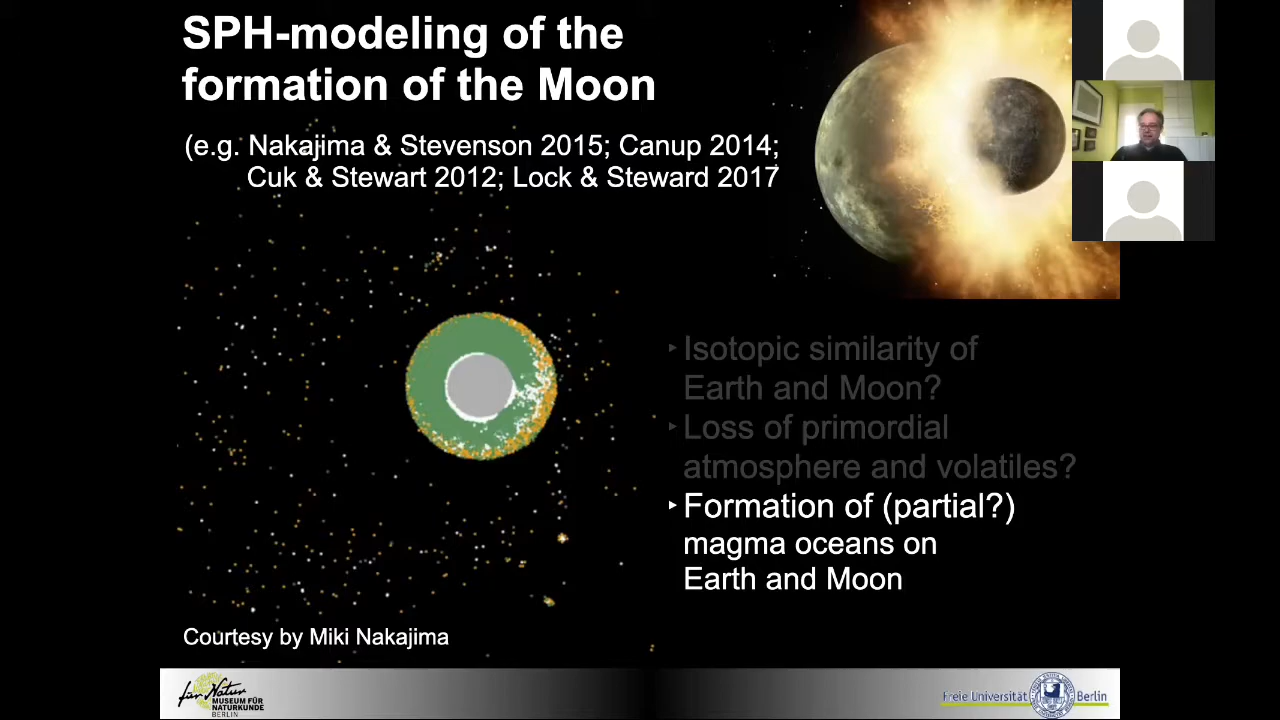 SPH-modeling of the
formation of the Moon
(e.g. Nakajima & Stevenson 2015; Canup 2014;
Cuk & Stewart 2012; Lock & Steward 2017
‣Isotopic similarity of
Earth and Moon?
‣Loss of primordial
atmosphere and volatiles?
‣Formation of (partial?)
magma oceans on
Earth and Moon
Courtesy by Miki Nakajima
für Natur
MUSEUM FÜR
NATURKUNDE
BERLIN
Freie Universität Berlin